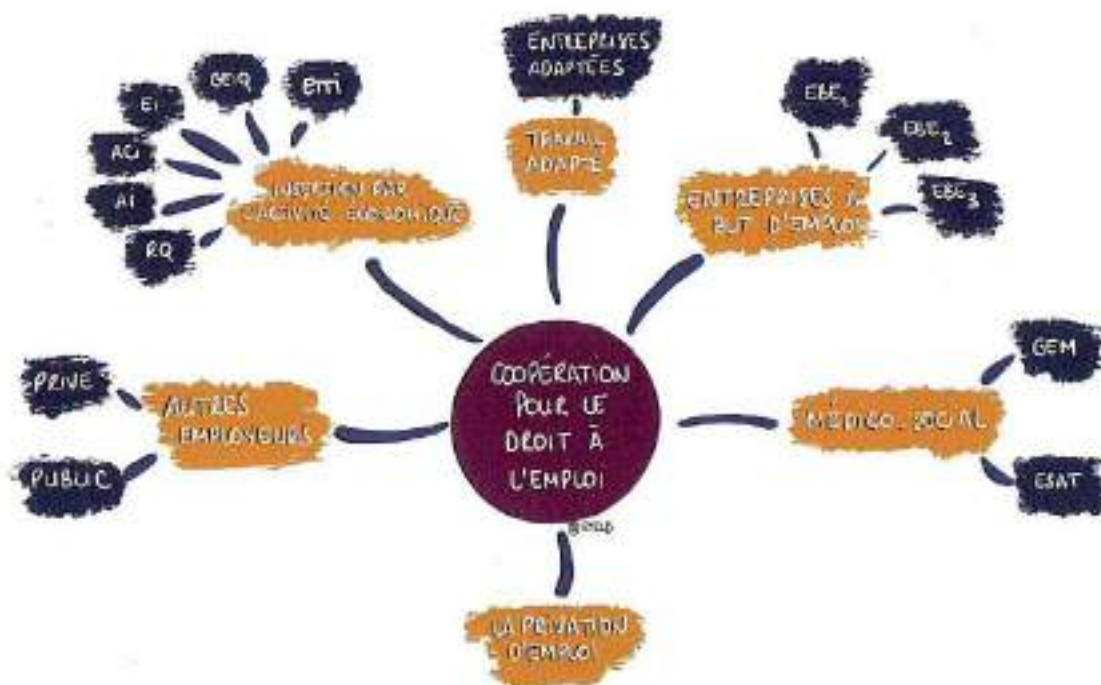 ENTREPRISES
ADAPTÉES
TRAVAIL
ADAPTÉ
GEIQ
ETTI
EI
ACI
AI
RQ
INSERTION PAR
L'ACTIVITÉ ÉCONOMIQUE
EBE1
EBE2
EBE3
ENTREPRISES À
BUT D'EMPLOI
PRIVÉ
PUBLIC
AUTRES
EMPLOYEURS
COOPÉRATION
POUR LE
DROIT À
L'EMPLOI
GEM
MÉDICO-SOCIAL
ESAT
LA PRIVATION
D'EMPLOI